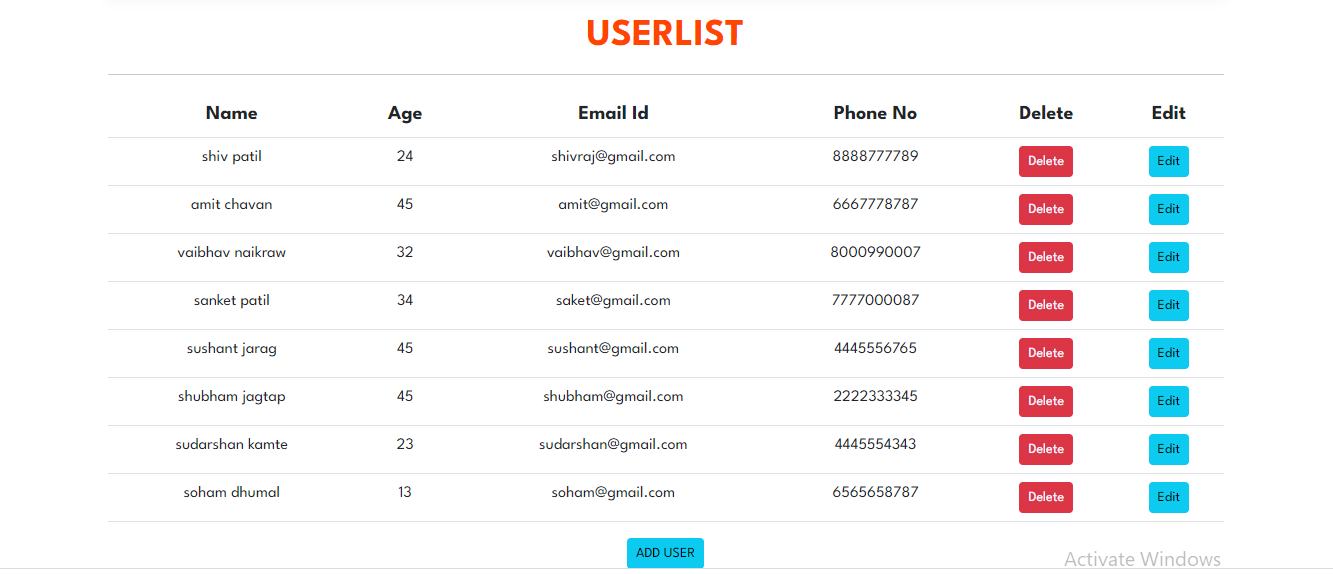 USERLIST
Name Age Email Id Phone No Delete Edit
shiv patil 24 shivraj@gmail.com 8888777789 Delete Edit
amit chavan 45 amit@gmail.com 6667778787 Delete Edit
vaibhav naikraw 32 vaibhav@gmail.com 8000990007 Delete Edit
sanket patil 34 saket@gmail.com 7777000087 Delete Edit
sushant jarag 45 sushant@gmail.com 4445556765 Delete Edit
shubham jagtap 45 shubham@gmail.com 2222333345 Delete Edit
sudarshan kamte 23 sudarshan@gmail.com 4445554343 Delete Edit
soham dhumal 13 soham@gmail.com 6565658787 Delete Edit
ADD USER
Activate Windows